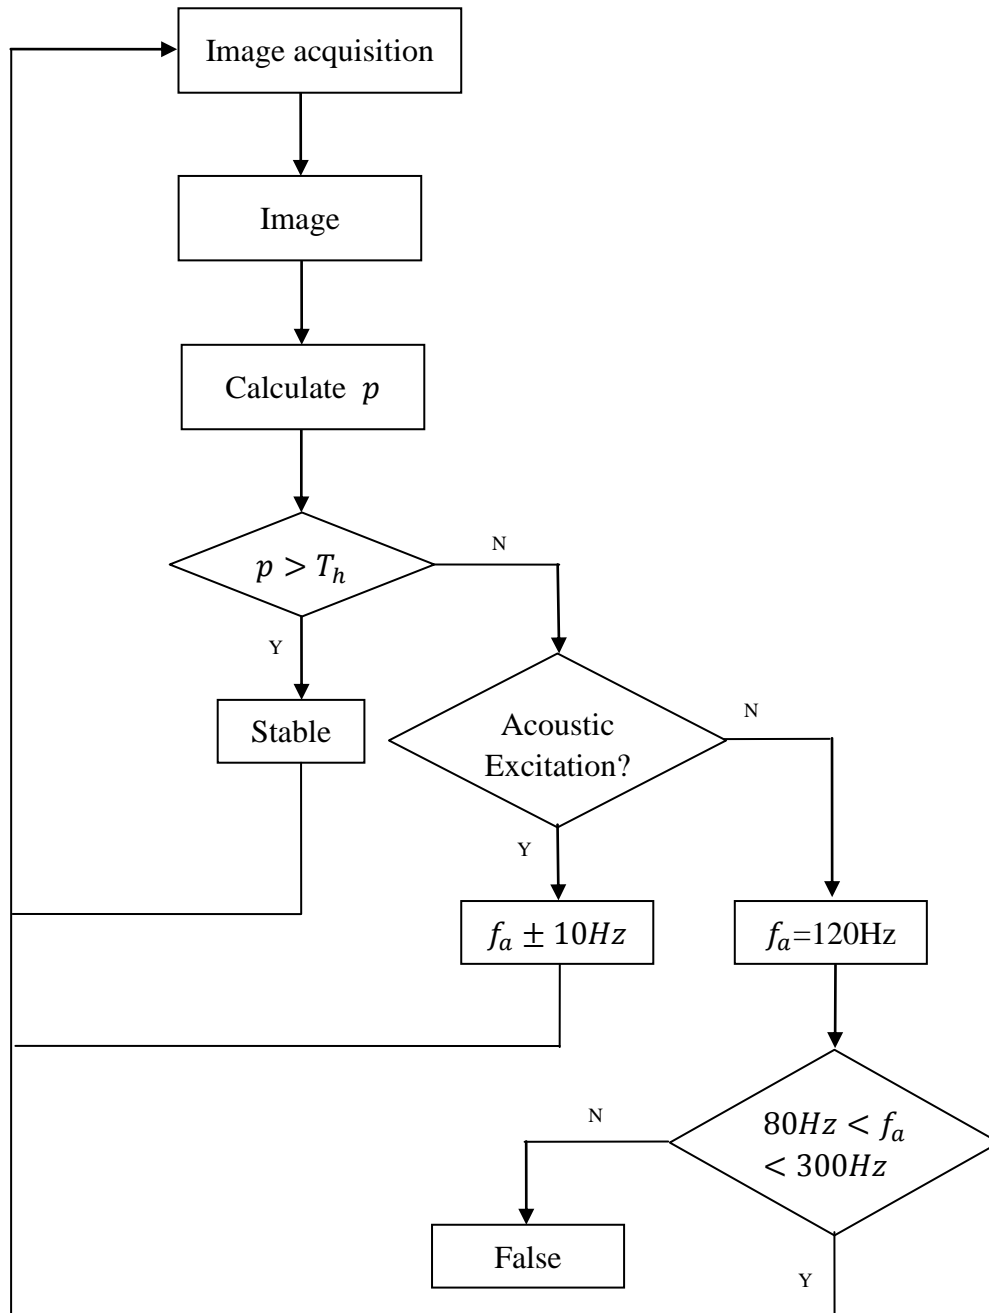 Image acquisition
Image
Calculate p
p > T_h
N
Y
Stable
Acoustic
Excitation?
N
Y
f_a ± 10Hz
f_a=120Hz
80Hz < f_a
< 300Hz
N
False
Y